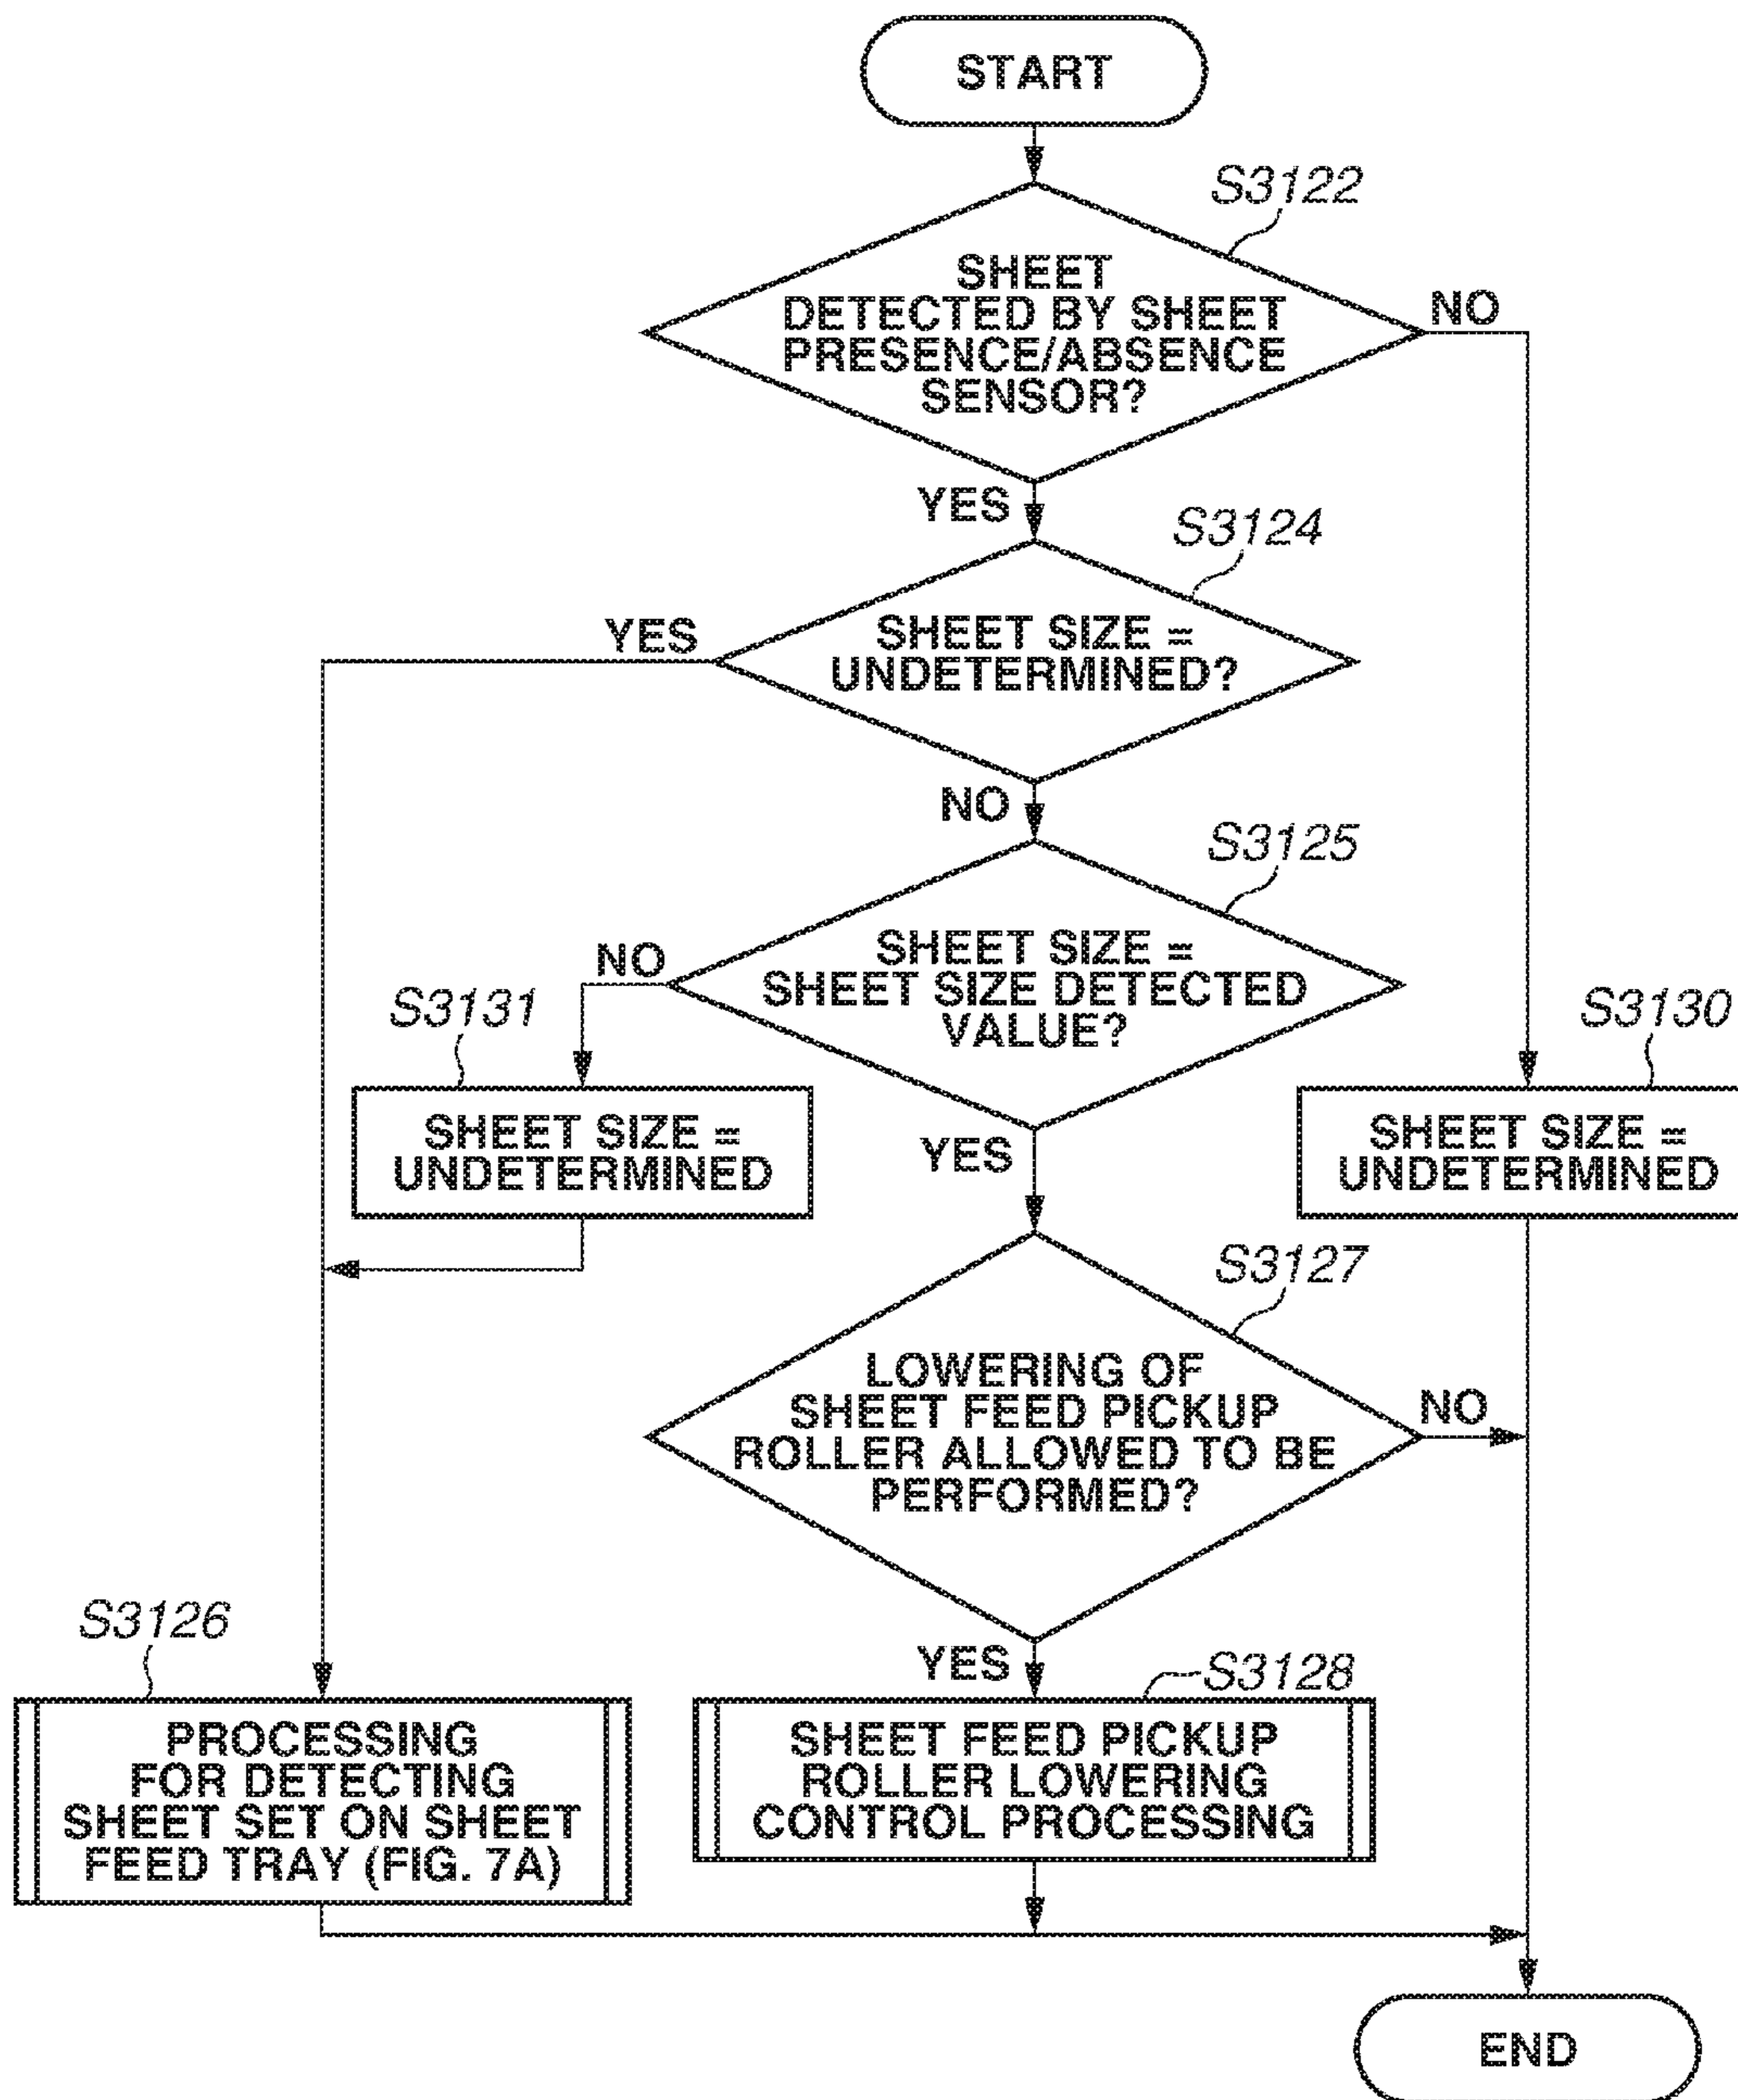 START
S3122
SHEET
DETECTED BY SHEET
PRESENCE/ABSENCE
SENSOR?
NO
YES
S3124
YES
SHEET SIZE =
UNDETERMINED?
NO
S3125
NO
SHEET SIZE =
SHEET SIZE DETECTED
VALUE?
S3131
S3130
SHEET SIZE =
UNDETERMINED
YES
SHEET SIZE =
UNDETERMINED
S3127
LOWERING OF
SHEET FEED PICKUP
ROLLER ALLOWED TO BE
PERFORMED?
NO
S3126
YES
S3128
PROCESSING
FOR DETECTING
SHEET SET ON SHEET
FEED TRAY (FIG. 7A)
SHEET FEED PICKUP
ROLLER LOWERING
CONTROL PROCESSING
END